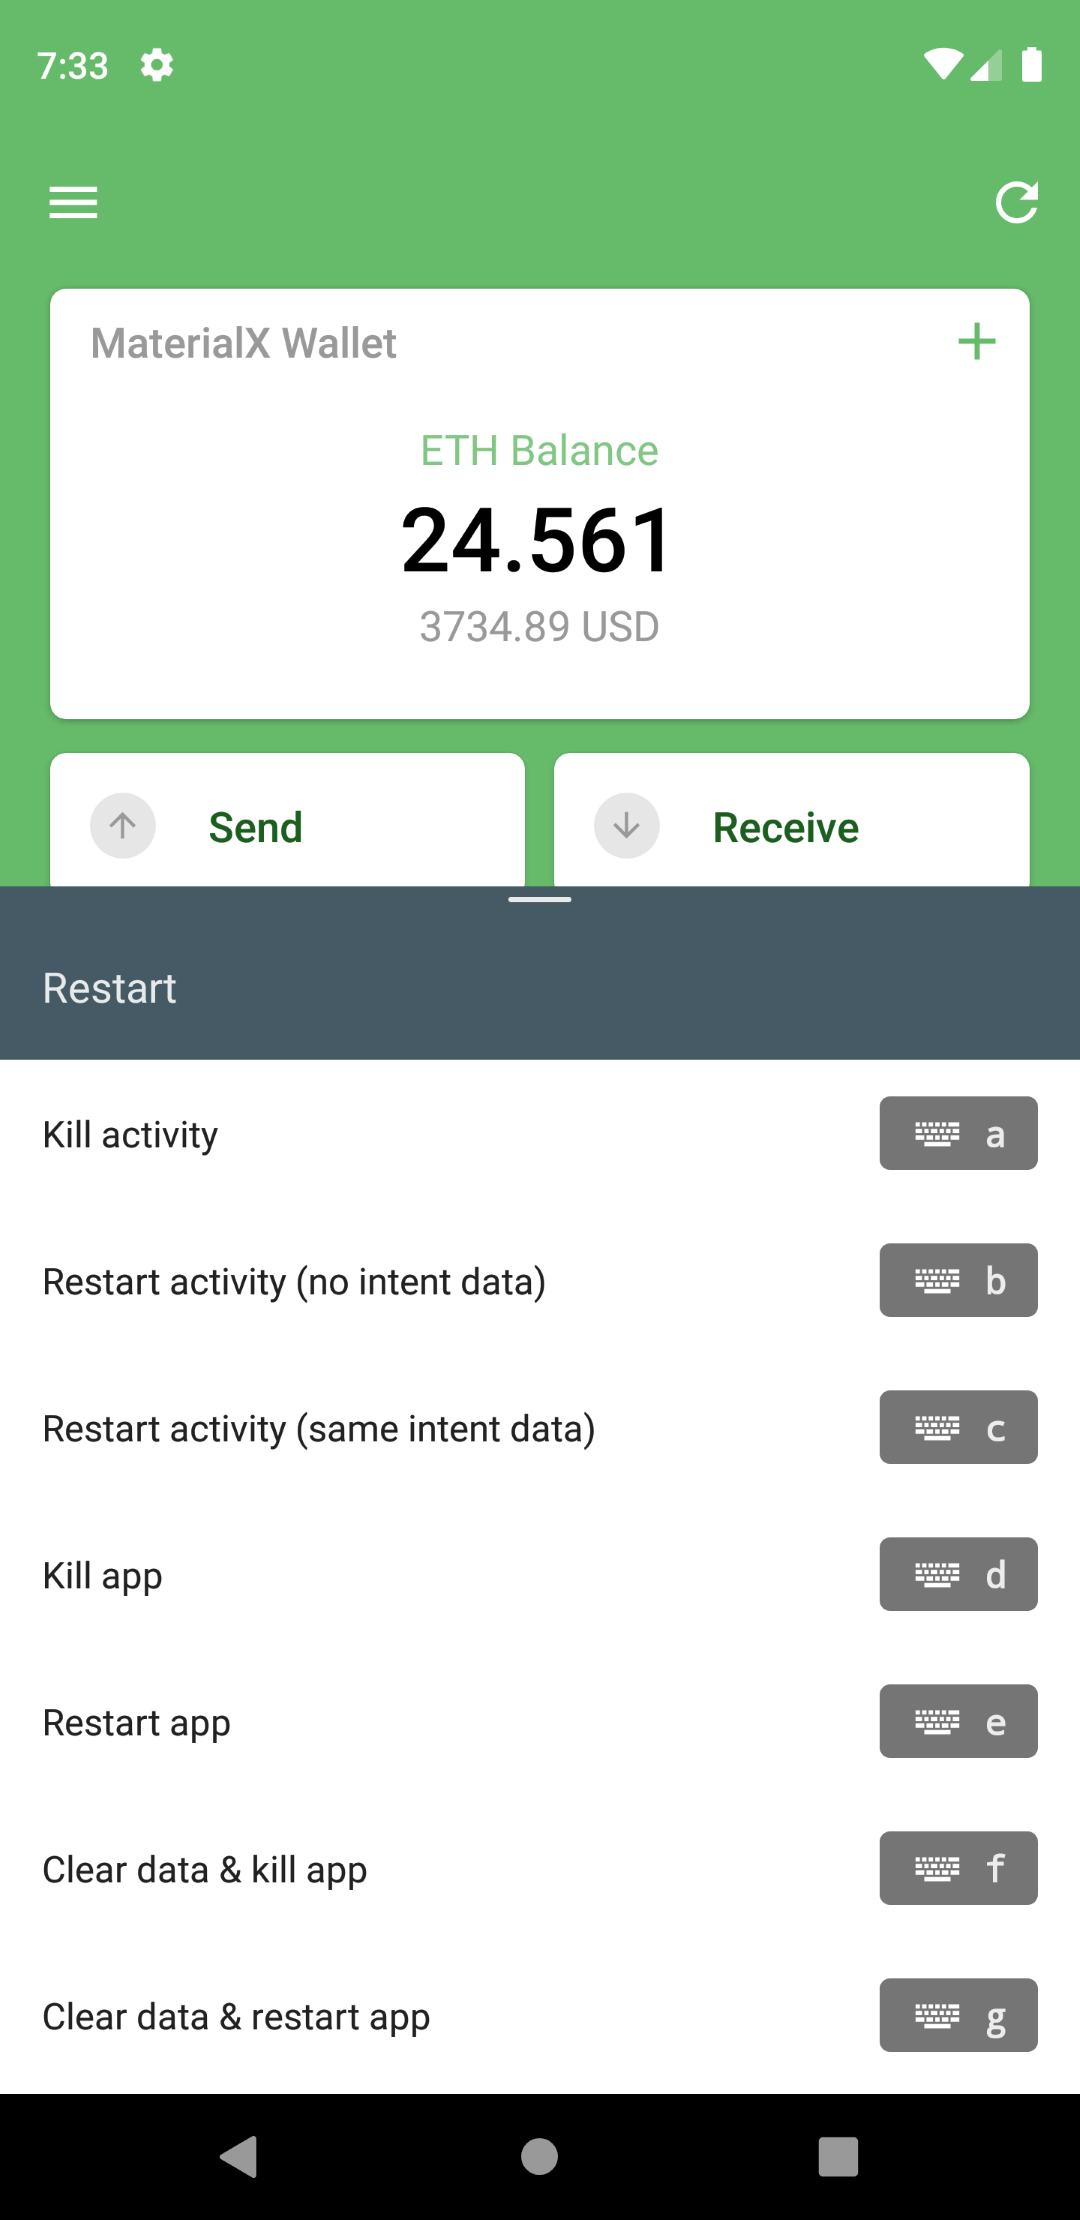 7:33
MaterialX Wallet
ETH Balance
24.561
3734.89 USD
Send
Receive
Restart
Kill activity
a
Restart activity (no intent data)
b
Restart activity (same intent data)
c
Kill app
d
Restart app
e
Clear data & kill app
f
Clear data & restart app
g